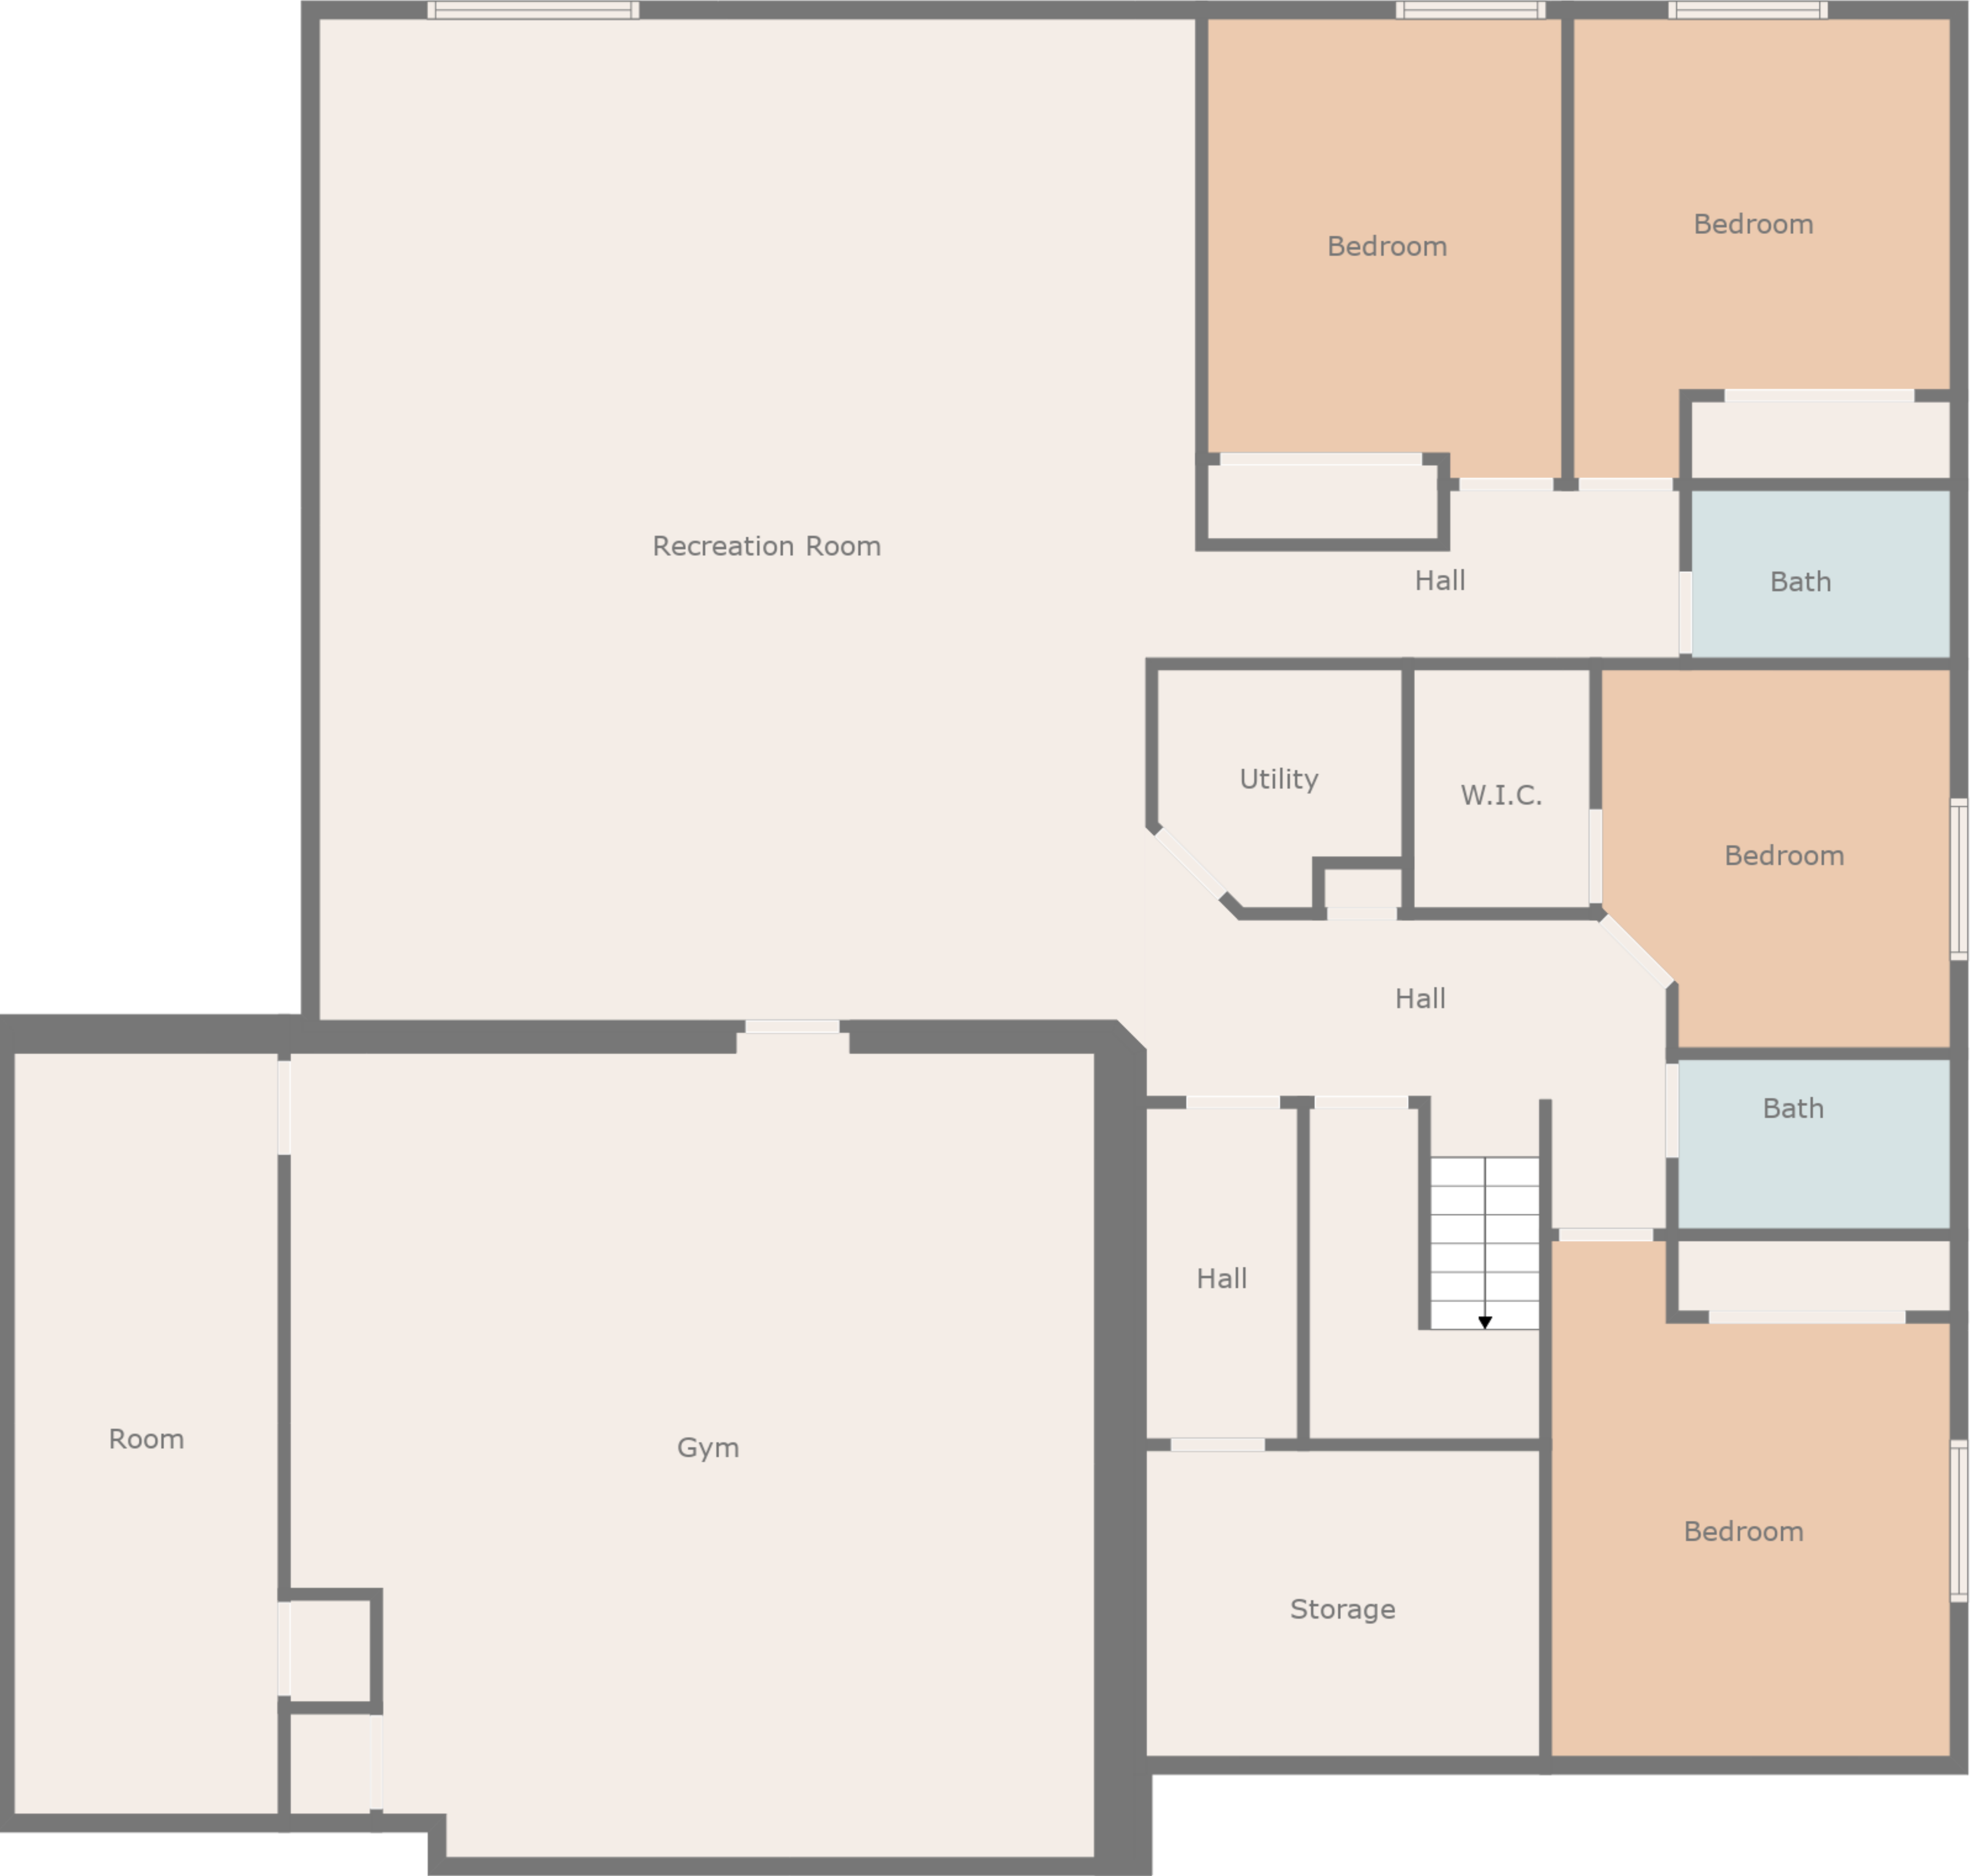 Bedroom
Bedroom
Recreation Room
Hall
Bath
Utility
W.I.C.
Bedroom
Hall
Bath
Hall
Room
Gym
Bedroom
Storage